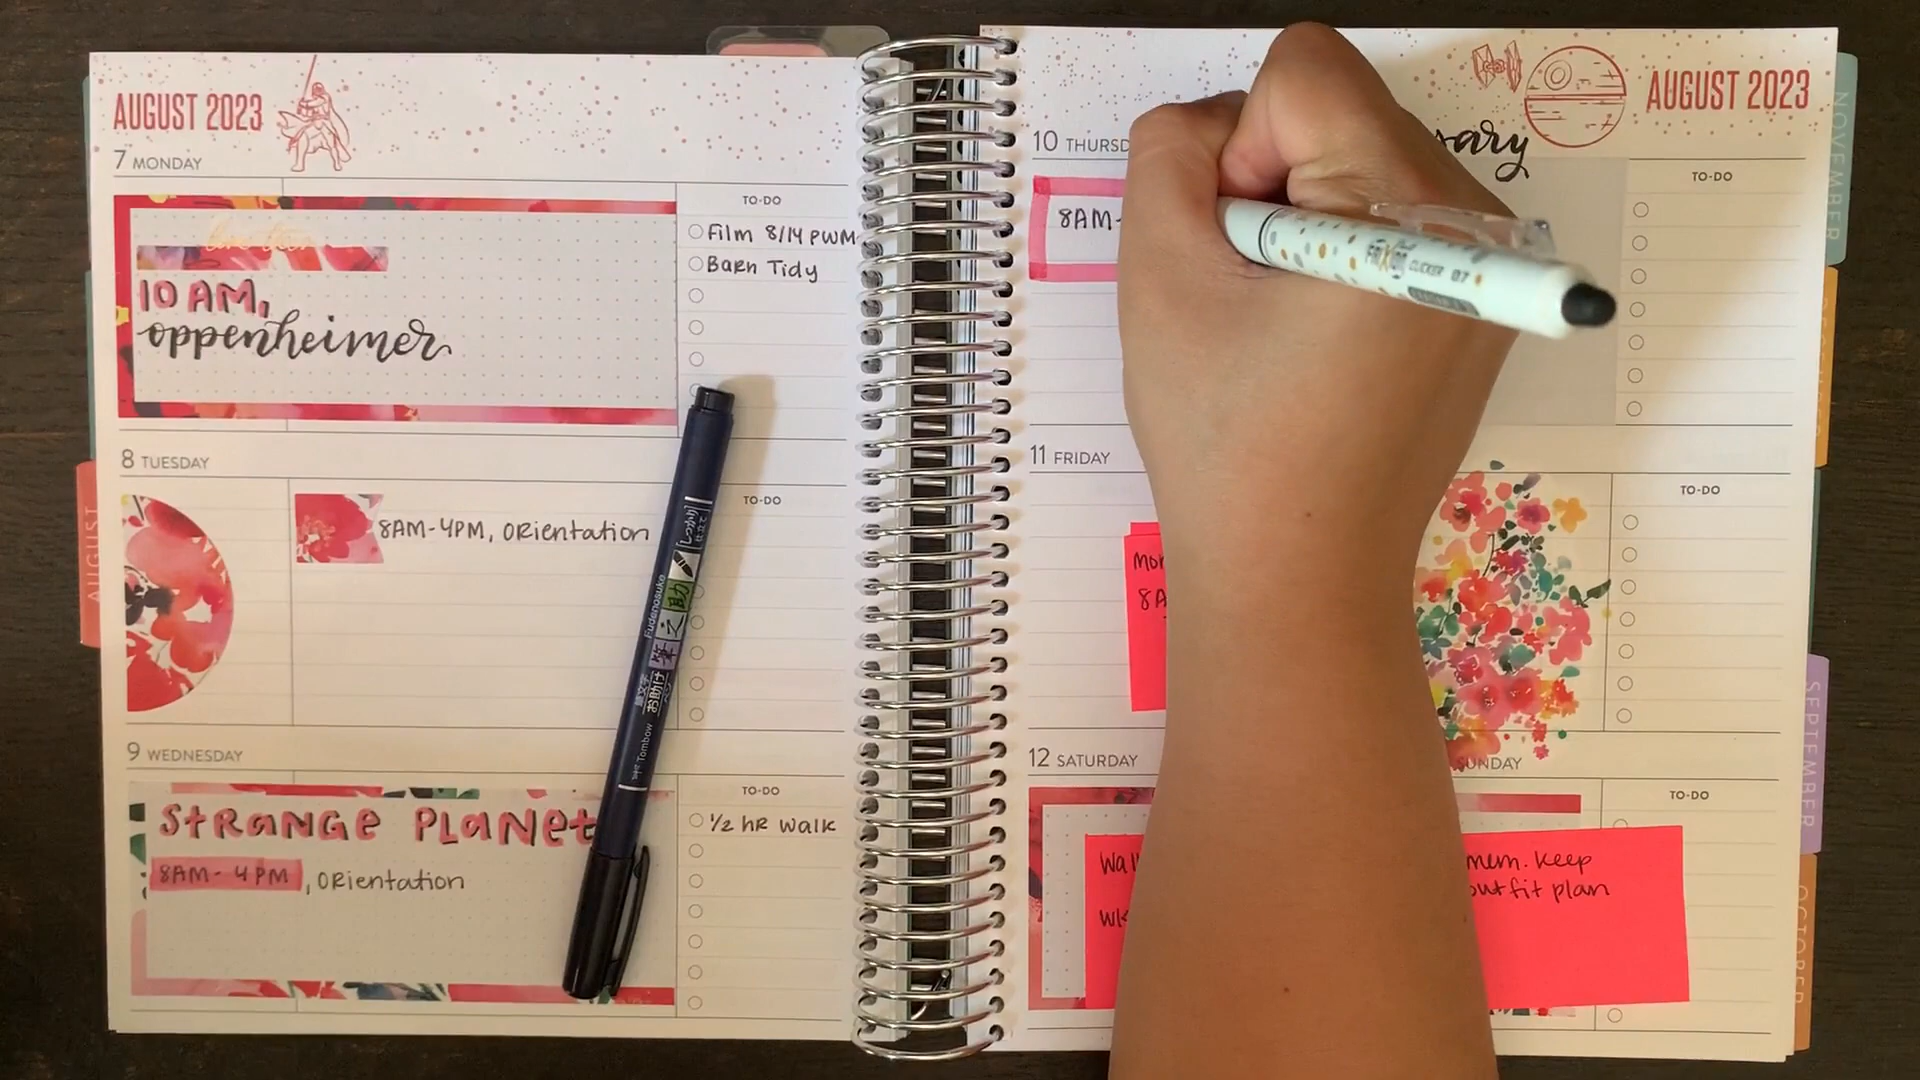 AUGUST 2023
7 MONDAY
TO-DO
Film 8/14 PWM
Barn Tidy
10 AM,
oppenheimer
8 TUESDAY
TO-DO
8AM-4PM, Orientation
9 WEDNESDAY
TO-DO
STRANGE PLANET
1/2 hr walk
8AM-4PM, Orientation
AUGUST
Fudenosuke
Tombow
AUGUST 2023
10 THURSD
TO-DO
8AM-
FRIXION CLICKER 07
11 FRIDAY
TO-DO
8A
12 SATURDAY
SUNDAY
TO-DO
mem. Keep
outfit plan
NOVEMBER
SEPTEMBER
OCTOBER